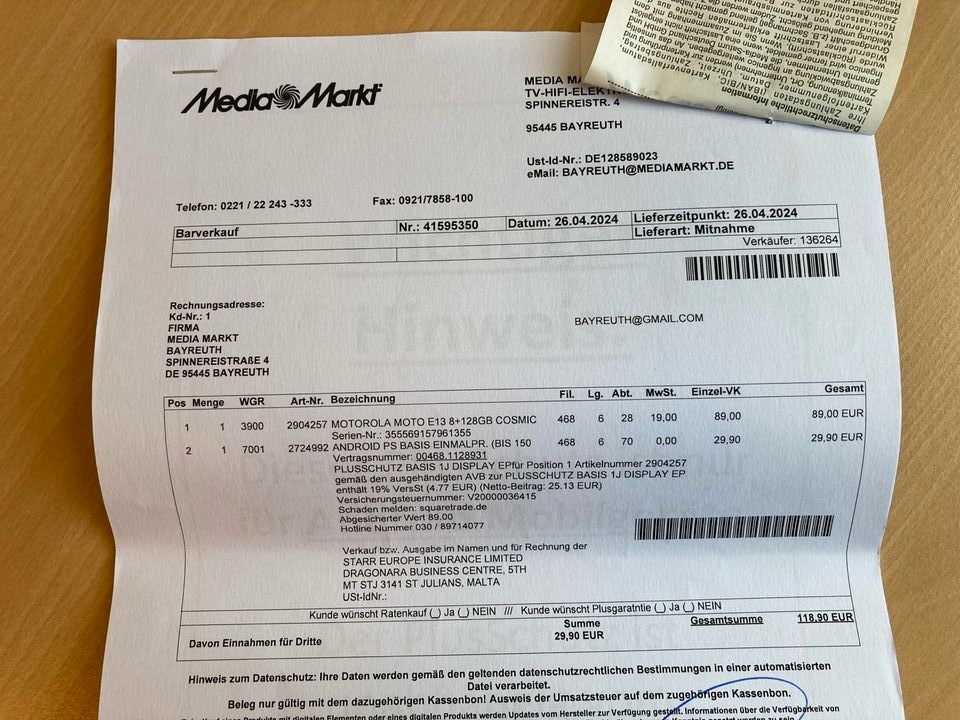 Media Markt
MEDIA MA
TV-HIFI-ELEKTR
SPINNEREISTR. 4
95445 BAYREUTH
Ust-Id-Nr.: DE128589023
eMail: BAYREUTH@MEDIAMARKT.DE
Telefon: 0221 / 22 243 -333 Fax: 0921/7858-100
Barverkauf Nr.: 41595350 Datum: 26.04.2024 Lieferzeitpunkt: 26.04.2024
Lieferart: Mitnahme
Verkäufer: 136264
Rechnungsadresse:
Kd-Nr.: 1
FIRMA
MEDIA MARKT
BAYREUTH
SPINNEREISTRAßE 4
DE 95445 BAYREUTH
BAYREUTH@GMAIL.COM
Hinweis
Pos Menge WGR Art-Nr. Bezeichnung Fil. Lg. Abt. MwSt. Einzel-VK Gesamt
1 1 3900 2904257 MOTOROLA MOTO E13 8+128GB COSMIC 468 6 28 19,00 89,00 89,00 EUR
Serien-Nr.: 355569157961355
2 1 7001 2724992 ANDROID PS BASIS EINMALPR. (BIS 150 468 6 70 0,00 29,90 29,90 EUR
Vertragsnummer: 00468.1128931
PLUSSCHUTZ BASIS 1J DISPLAY EPfür Position 1 Artikelnummer 2904257
gemäß den ausgehändigten AVB zur PLUSSCHUTZ BASIS 1J DISPLAY EP
enthält 19% VersSt (4.77 EUR) (Netto-Beitrag: 25.13 EUR)
Versicherungsteuernummer: V20000036415
Schaden melden: squaretrade.de
Abgesicherter Wert 89.00
Hotline Nummer 030 / 89714077
Verkauf bzw. Ausgabe im Namen und für Rechnung der
STARR EUROPE INSURANCE LIMITED
DRAGONARA BUSINESS CENTRE, 5TH
MT STJ 3141 ST JULIANS, MALTA
USt-IdNr.:
Kunde wünscht Ratenkauf (_) Ja (_) NEIN /// Kunde wünscht Plusgarantie (_) Ja (_) NEIN
Summe Gesamtsumme 118,90 EUR
Davon Einnahmen für Dritte 29,90 EUR
Hinweis zum Datenschutz: Ihre Daten werden gemäß den geltenden datenschutzrechtlichen Bestimmungen in einer automatisierten
Datei verarbeitet.
Beleg nur gültig mit dem dazugehörigen Kassenbon! Ausweis der Umsatzsteuer auf dem zugehörigen Kassenbon.
Produktes mit digitalen Elementen oder eines digitalen Produkts werden Updates vom Hersteller zur Verfügung gestellt. Informationen über die Verfügbarkeit von
Datenschutzrechtliche Information